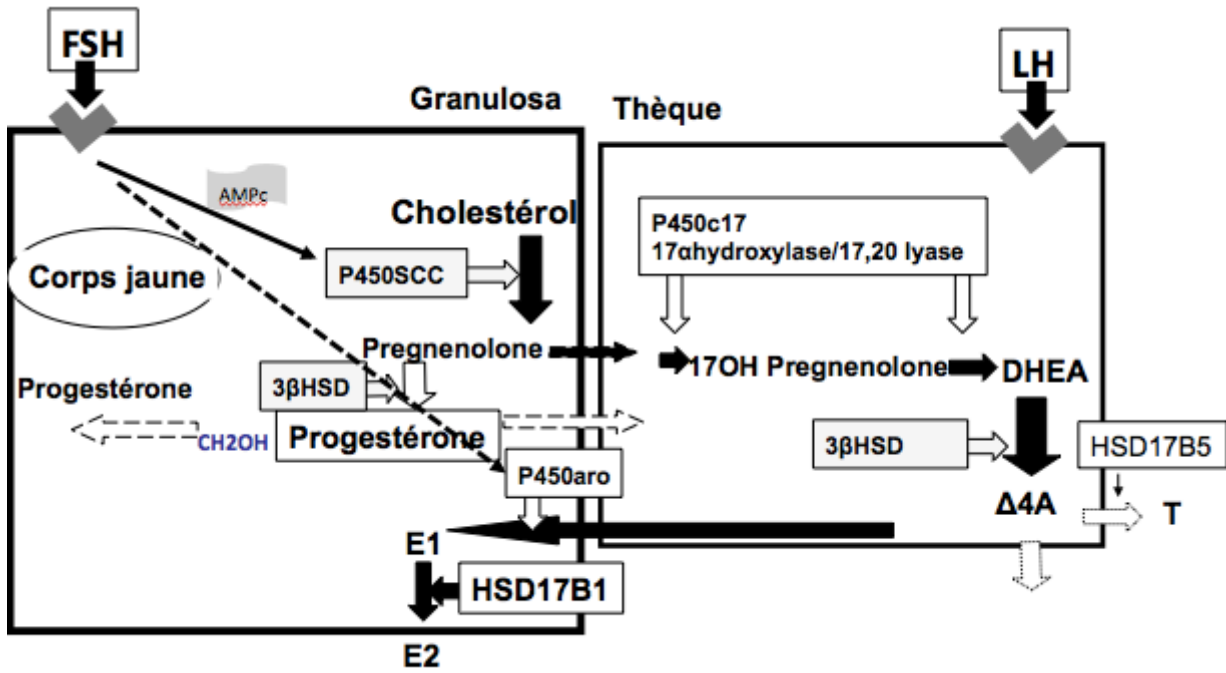 FSH
LH
Granulosa
Thèque
AMPc
Cholestérol
P450c17
17αhydroxylase/17,20 lyase
Corps jaune
P450SCC
Pregnenolone
17OH Pregnenolone
DHEA
3βHSD
Progestérone
CH2OH
Progestérone
3βHSD
HSD17B5
P450aro
Δ4A
T
E1
HSD17B1
E2